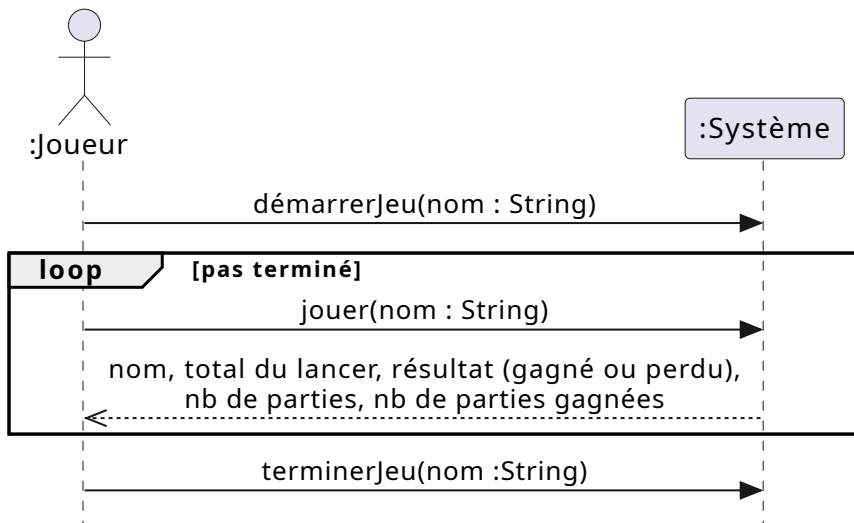 :Joueur
:Système
démarrerJeu(nom : String)
loop
[pas terminé]
jouer(nom : String)
nom, total du lancer, résultat (gagné ou perdu),
nb de parties, nb de parties gagnées
terminerJeu(nom :String)